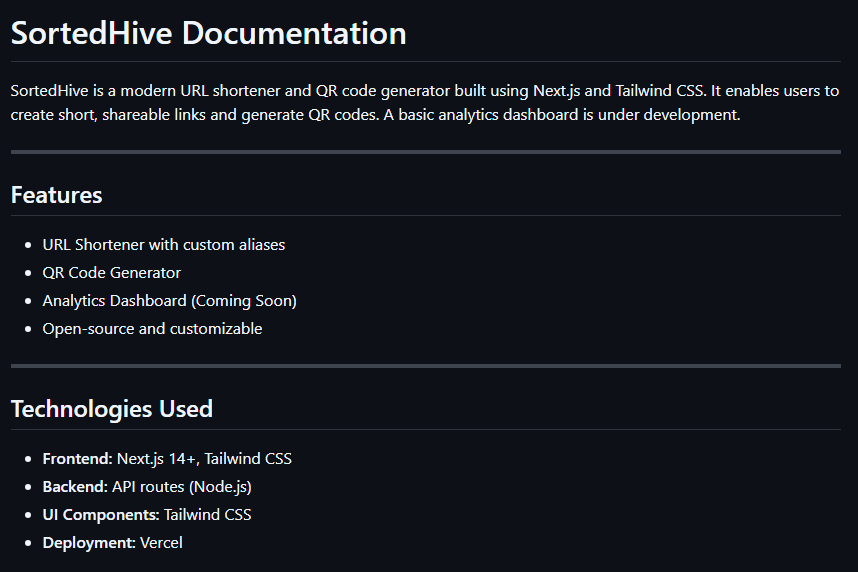 SortedHive Documentation
SortedHive is a modern URL shortener and QR code generator built using Next.js and Tailwind CSS. It enables users to
create short, shareable links and generate QR codes. A basic analytics dashboard is under development.
Features
• URL Shortener with custom aliases
• QR Code Generator
• Analytics Dashboard (Coming Soon)
• Open-source and customizable
Technologies Used
• Frontend: Next.js 14+, Tailwind CSS
• Backend: API routes (Node.js)
• UI Components: Tailwind CSS
• Deployment: Vercel